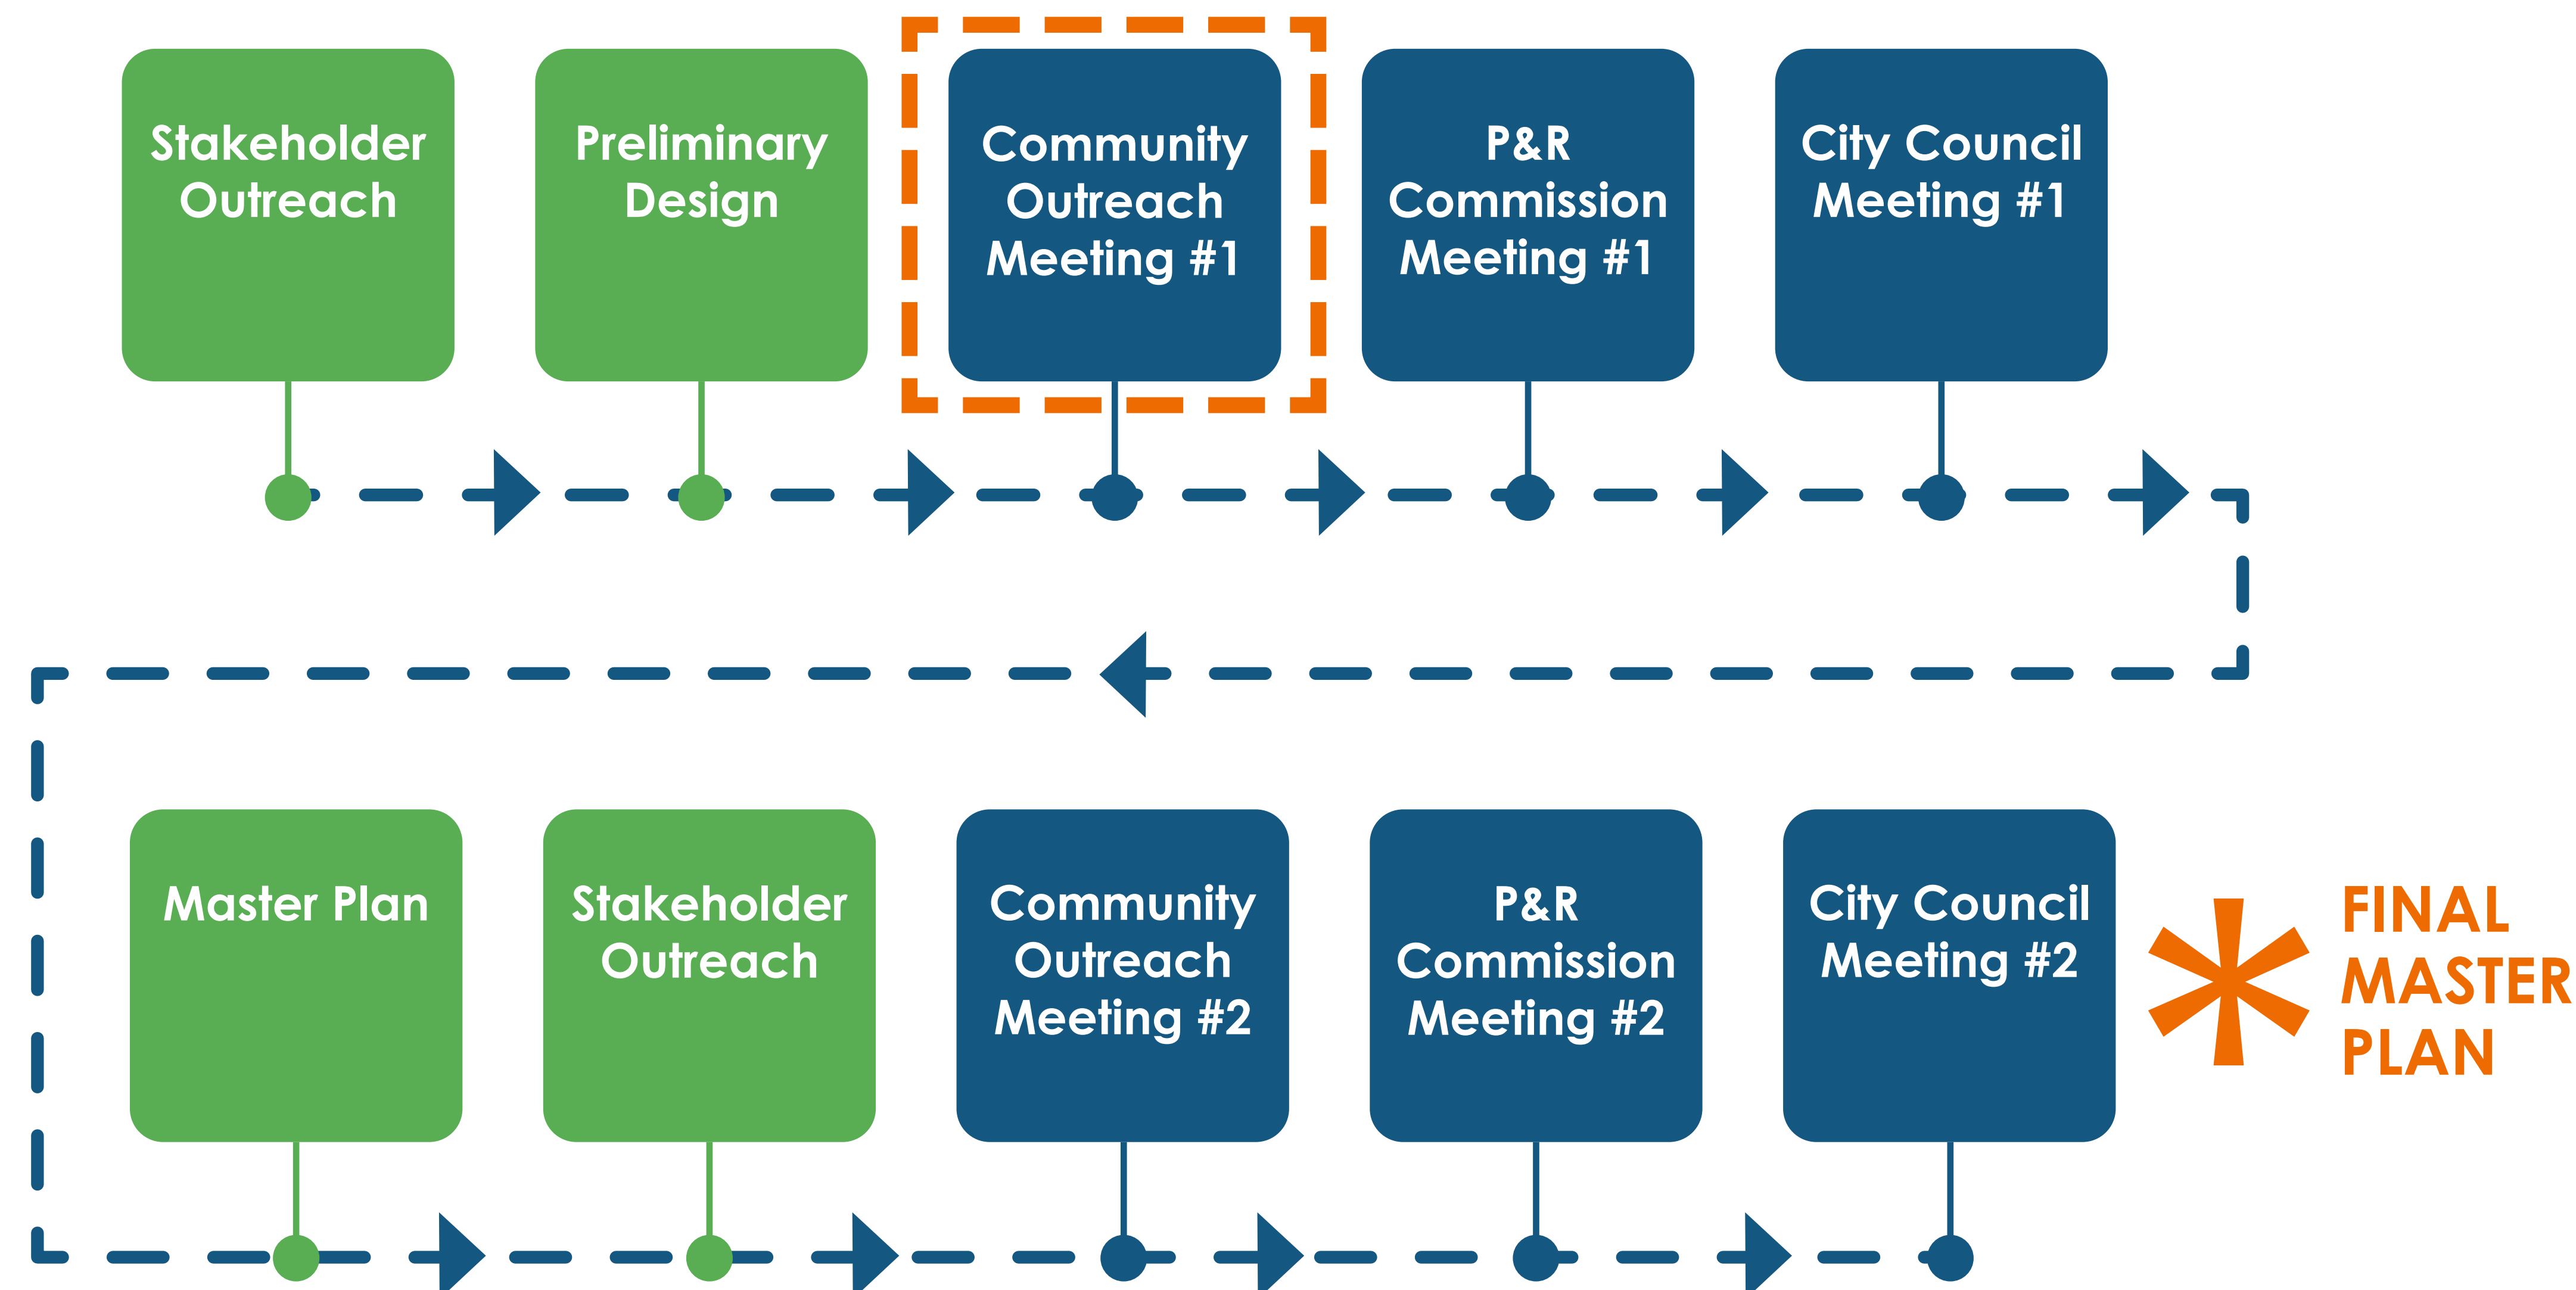 Stakeholder
Outreach
Preliminary
Design
Community
Outreach
Meeting #1
P&R
Commission
Meeting #1
City Council
Meeting #1
Master Plan
Stakeholder
Outreach
Community
Outreach
Meeting #2
P&R
Commission
Meeting #2
City Council
Meeting #2
FINAL
MASTER
PLAN